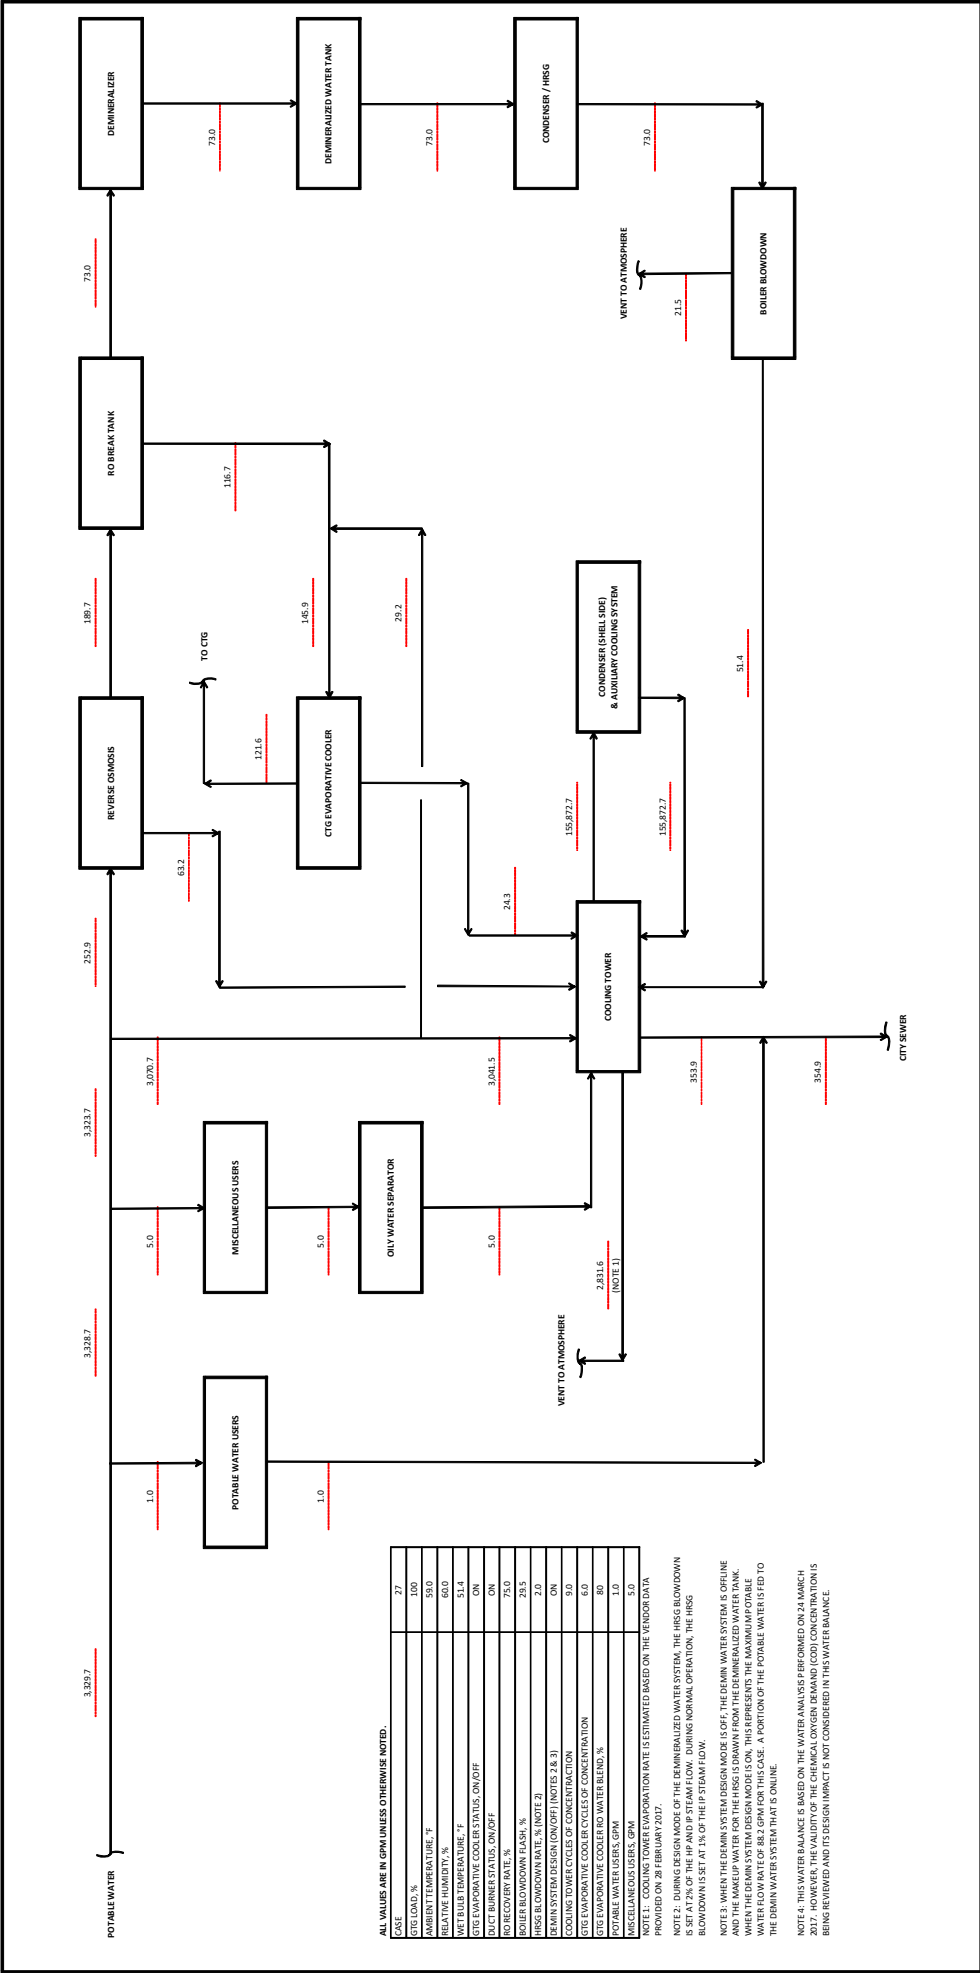 POTABLE WATER
3,329.7
1.0
POTABLE WATER USERS
1.0
3,328.7
5.0
MISCELLANEOUS USERS
5.0
OILY WATER SEPARATOR
5.0
3,323.7
3,070.7
3,041.5
252.9
REVERSE OSMOSIS
63.2
189.7
RO BREAK TANK
116.7
73.0
DEMINERALIZER
73.0
DEMINERALIZED WATER TANK
73.0
CONDENSER / HRSG
73.0
BOILER BLOWDOWN
21.5
VENT TO ATMOSPHERE
51.4
TO CTG
121.6
CTG EVAPORATIVE COOLER
145.9
29.2
24.3
COOLING TOWER
155,872.7
CONDENSER (SHELL SIDE)
& AUXILIARY COOLING SYSTEM
155,872.7
2,831.6
(NOTE 1)
VENT TO ATMOSPHERE
353.9
354.9
CITY SEWER
ALL VALUES ARE IN GPM UNLESS OTHERWISE NOTED.
CASE 27
GTG LOAD, % 100
AMBIENT TEMPERATURE, °F 59.0
RELATIVE HUMIDITY, % 60.0
WET BULB TEMPERATURE, °F 51.4
GTG EVAPORATIVE COOLER STATUS, ON/OFF ON
DUCT BURNER STATUS, ON/OFF ON
RO RECOVERY RATE, % 75.0
BOILER BLOWDOWN FLASH, % 29.5
HRSG BLOWDOWN RATE, % (NOTE 2) 2.0
DEMIN SYSTEM DESIGN (ON/OFF) (NOTES 2 & 3) ON
COOLING TOWER CYCLES OF CONCENTRACTION 9.0
GTG EVAPORATIVE COOLER CYCLES OF CONCENTRATION 6.0
GTG EVAPORATIVE COOLER RO WATER BLEND, % 80
POTABLE WATER USERS, GPM 1.0
MISCELLANEOUS USERS, GPM 5.0
NOTE 1: COOLING TOWER EVAPORATION RATE IS ESTIMATED BASED ON THE VENDOR DATA
PROVIDED ON 28 FEBRUARY 2017.
NOTE 2: DURING DESIGN MODE OF THE DEMINERALIZED WATER SYSTEM, THE HRSG BLOWDOWN
IS SET AT 2% OF THE HP AND IP STEAM FLOW. DURING NORMAL OPERATION, THE HRSG
BLOWDOWN IS SET AT 1% OF THE IP STEAM FLOW.
NOTE 3: WHEN THE DEMIN SYSTEM DESIGN MODE IS OFF, THE DEMIN WATER SYSTEM IS OFFLINE
AND THE MAKEUP WATER FOR THE HRSG IS DRAWN FROM THE DEMINERALIZED WATER TANK.
WHEN THE DEMIN SYSTEM DESIGN MODE IS ON, THIS REPRESENTS THE MAXIMUM POTABLE
WATER FLOW RATE OF 88.2 GPM FOR THIS CASE. A PORTION OF THE POTABLE WATER IS FED TO
THE DEMIN WATER SYSTEM THAT IS ONLINE.
NOTE 4: THIS WATER BALANCE IS BASED ON THE WATER ANALYSIS PERFORMED ON 24 MARCH
2017. HOWEVER, THE VALIDITY OF THE CHEMICAL OXYGEN DEMAND (COD) CONCENTRATION IS
BEING REVIEWED AND ITS DESIGN IMPACT IS NOT CONSIDERED IN THIS WATER BALANCE.